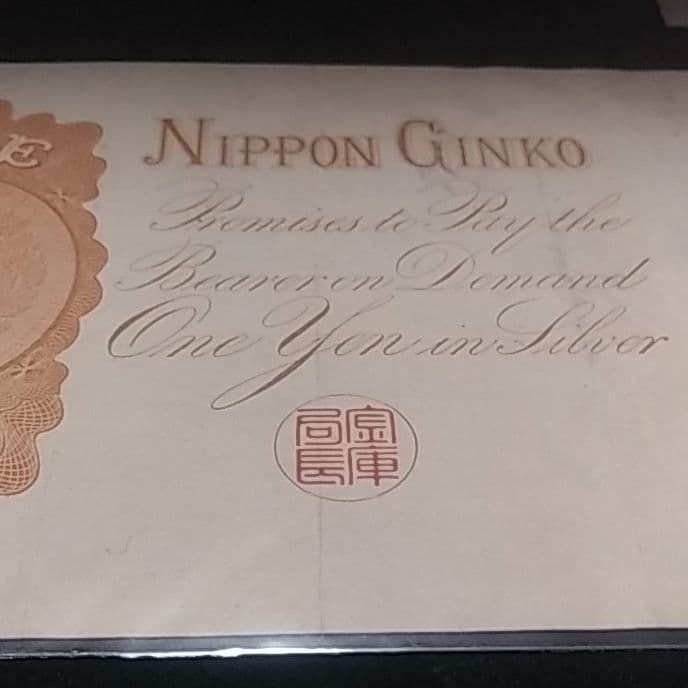 E
NIPPON GINKO
Promises to Pay the
Bearer on Demand
One Yen in Silver
金庫
局長